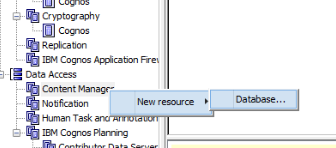 Cognos
Cryptography
Cognos
Replication
IBM Cognos Application Firew
Data Access
Content Manager
New resource
Database...
Notification
Human Task and Annotation
IBM Cognos Planning
Contributor Data Server